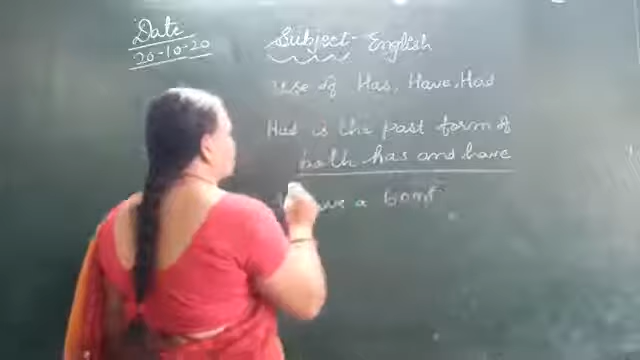 Date
20-10-20
Subject- English
Use of Has, Have, Had
Had is the past form of
both has and have
a